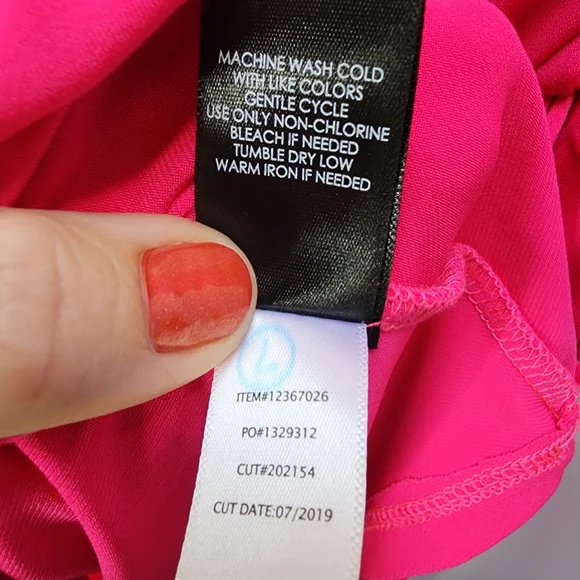 MACHINE WASH COLD
WITH LIKE COLORS
GENTLE CYCLE
USE ONLY NON-CHLORINE
BLEACH IF NEEDED
TUMBLE DRY LOW
WARM IRON IF NEEDED
ITEM#12367026
PO#1329312
CUT#202154
CUT DATE:07/2019